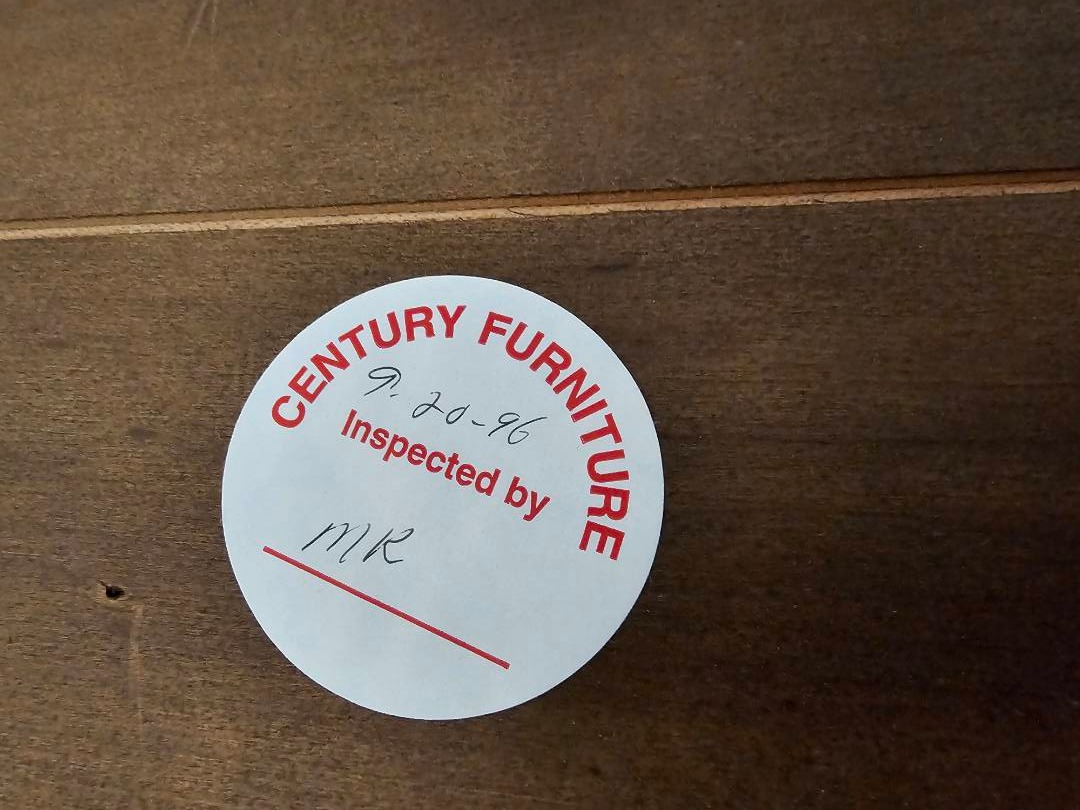 CENTURY FURNITURE
9. 20-96
Inspected by
MR